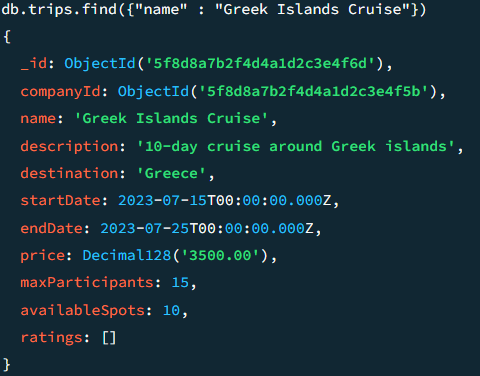 db.trips.find({"name" : "Greek Islands Cruise"})
{
  _id: ObjectId('5f8d8a7b2f4d4a1d2c3e4f6d'),
  companyId: ObjectId('5f8d8a7b2f4d4a1d2c3e4f5b'),
  name: 'Greek Islands Cruise',
  description: '10-day cruise around Greek islands',
  destination: 'Greece',
  startDate: 2023-07-15T00:00:00.000Z,
  endDate: 2023-07-25T00:00:00.000Z,
  price: Decimal128('3500.00'),
  maxParticipants: 15,
  availableSpots: 10,
  ratings: []
}